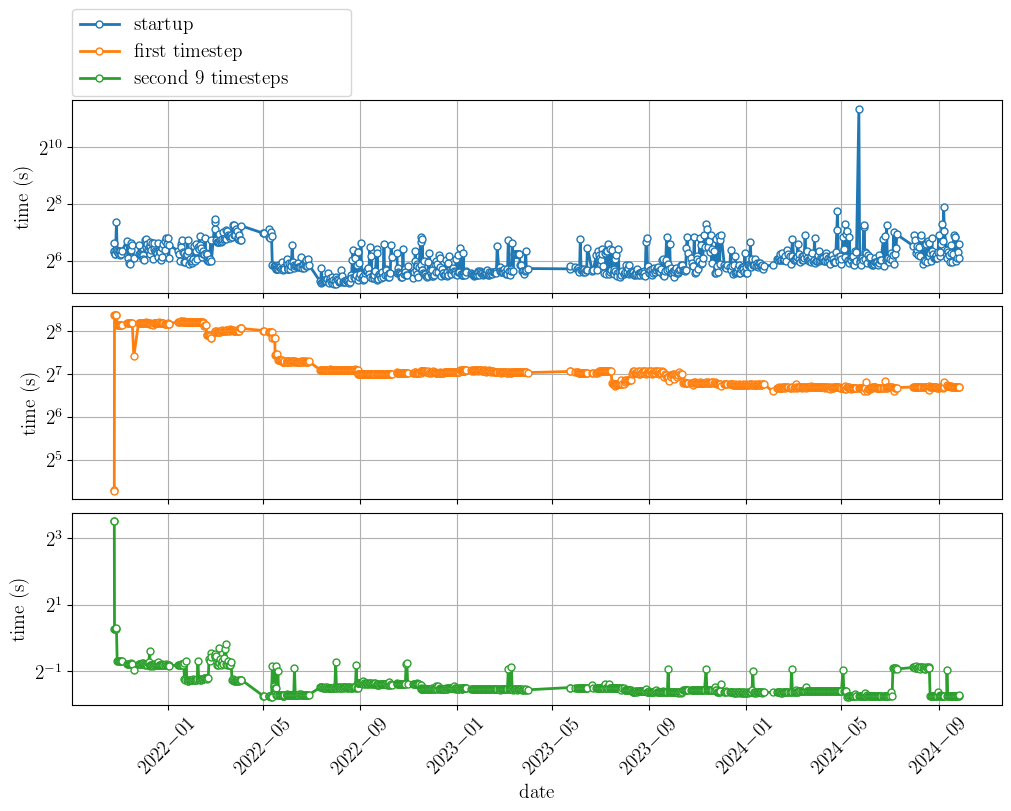 startup
first timestep
second 9 timesteps
time (s)
2^10
2^8
2^6
time (s)
2^8
2^7
2^6
2^5
time (s)
2^3
2^1
2^−1
2022−01
2022−05
2022−09
2023−01
2023−05
2023−09
2024−01
2024−05
2024−09
date